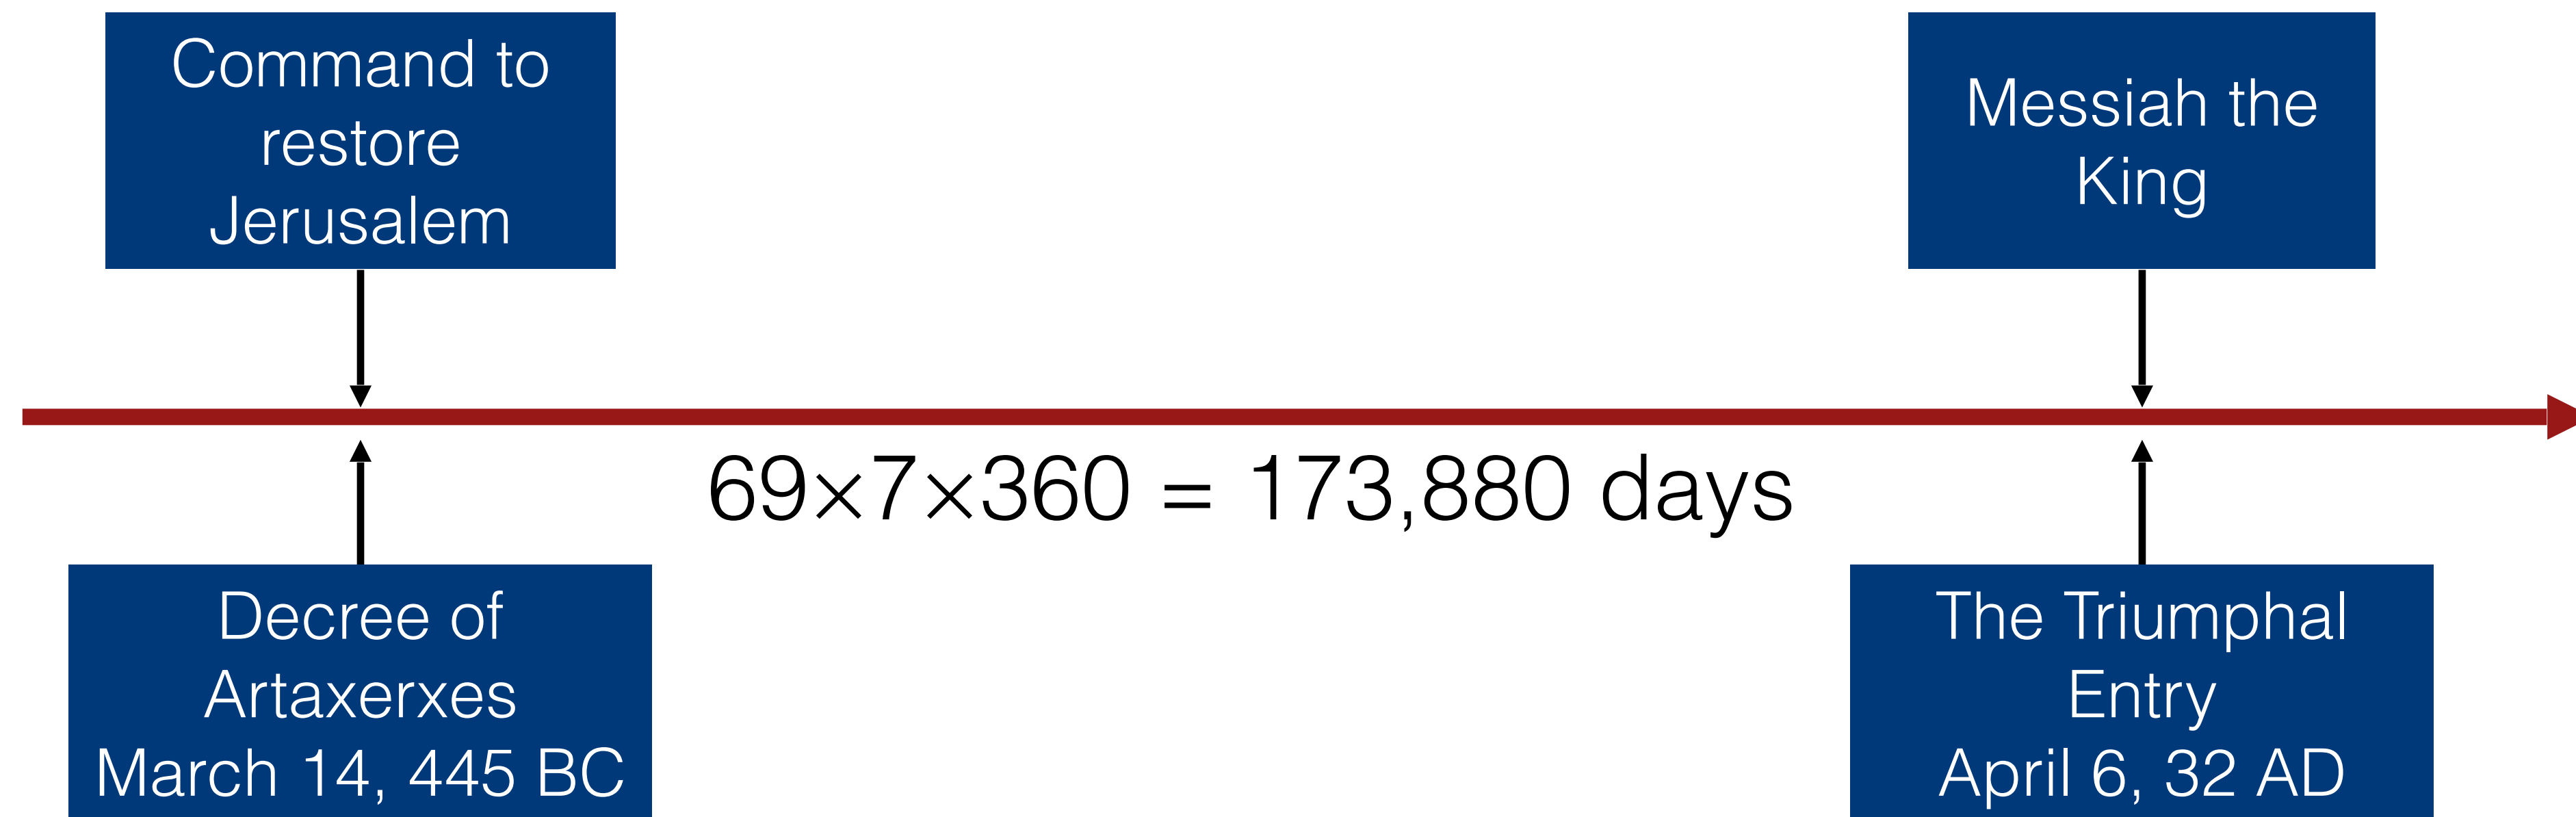 Command to
restore
Jerusalem
Messiah the
King
69×7×360 = 173,880 days
Decree of
Artaxerxes
March 14, 445 BC
The Triumphal
Entry
April 6, 32 AD